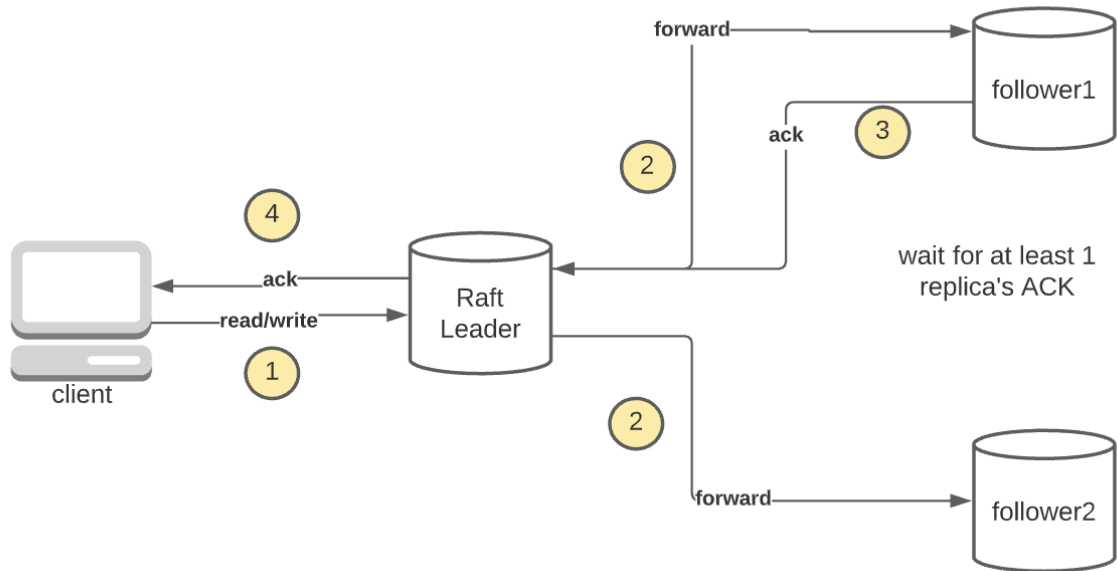 forward
follower1
3
ack
2
4
wait for at least 1
replica's ACK
ack
Raft
Leader
read/write
1
client
2
forward
follower2